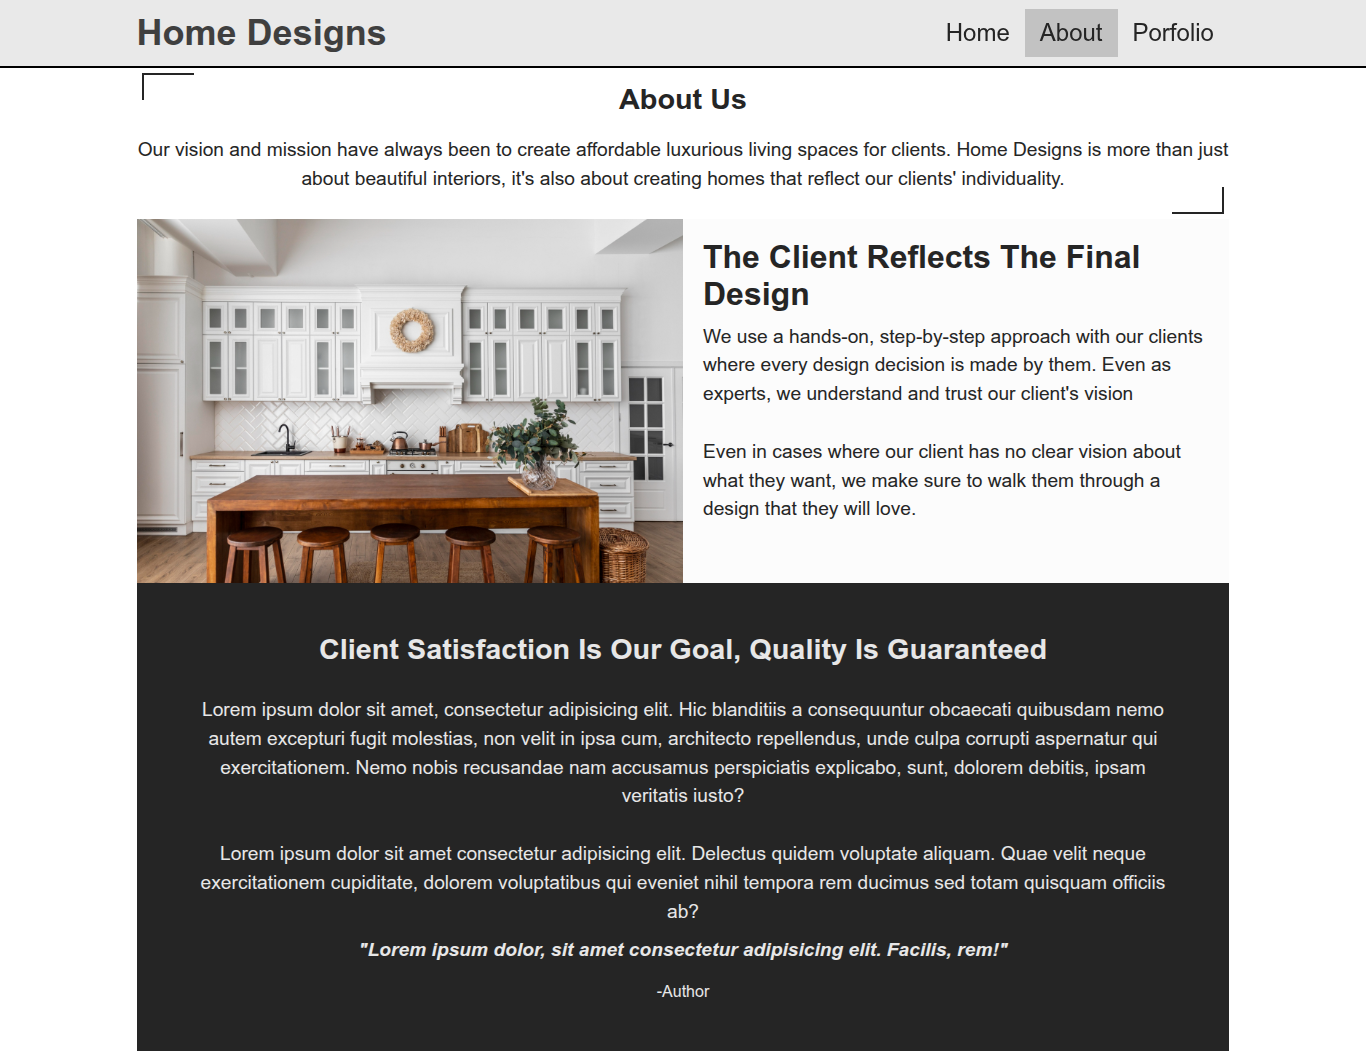 Home Designs
Home About Porfolio
About Us
Our vision and mission have always been to create affordable luxurious living spaces for clients. Home Designs is more than just
about beautiful interiors, it's also about creating homes that reflect our clients' individuality.
The Client Reflects The Final
Design
We use a hands-on, step-by-step approach with our clients
where every design decision is made by them. Even as
experts, we understand and trust our client's vision
Even in cases where our client has no clear vision about
what they want, we make sure to walk them through a
design that they will love.
Client Satisfaction Is Our Goal, Quality Is Guaranteed
Lorem ipsum dolor sit amet, consectetur adipisicing elit. Hic blanditiis a consequuntur obcaecati quibusdam nemo
autem excepturi fugit molestias, non velit in ipsa cum, architecto repellendus, unde culpa corrupti aspernatur qui
exercitationem. Nemo nobis recusandae nam accusamus perspiciatis explicabo, sunt, dolorem debitis, ipsam
veritatis iusto?
Lorem ipsum dolor sit amet consectetur adipisicing elit. Delectus quidem voluptate aliquam. Quae velit neque
exercitationem cupiditate, dolorem voluptatibus qui eveniet nihil tempora rem ducimus sed totam quisquam officiis
ab?
"Lorem ipsum dolor, sit amet consectetur adipisicing elit. Facilis, rem!"
-Author